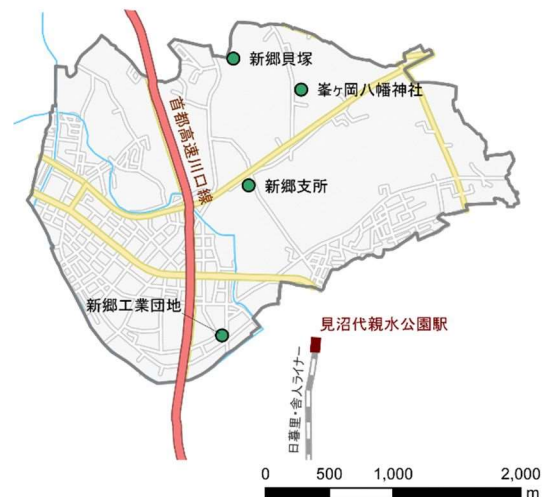 新郷貝塚
峯ヶ岡八幡神社
首都高速川口線
新郷支所
新郷工業団地
見沼代親水公園駅
日暮里・舎人ライナー
0 500 1,000 2,000
m